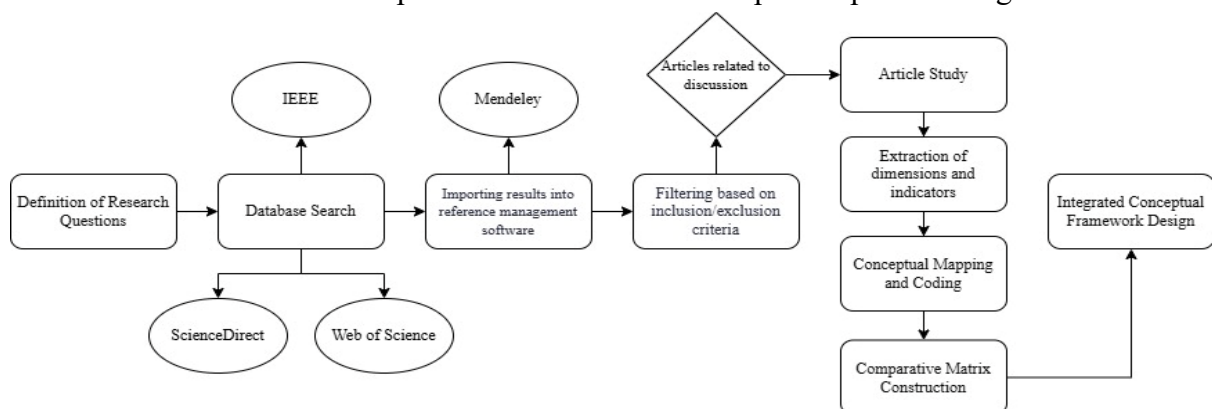 IEEE
Mendeley
Articles related to
discussion
Article Study
Definition of Research
Questions
Database Search
Importing results into
reference management
software
Filtering based on
inclusion/exclusion
criteria
Extraction of
dimensions and
indicators
Integrated Conceptual
Framework Design
Conceptual Mapping
and Coding
ScienceDirect
Web of Science
Comparative Matrix
Construction